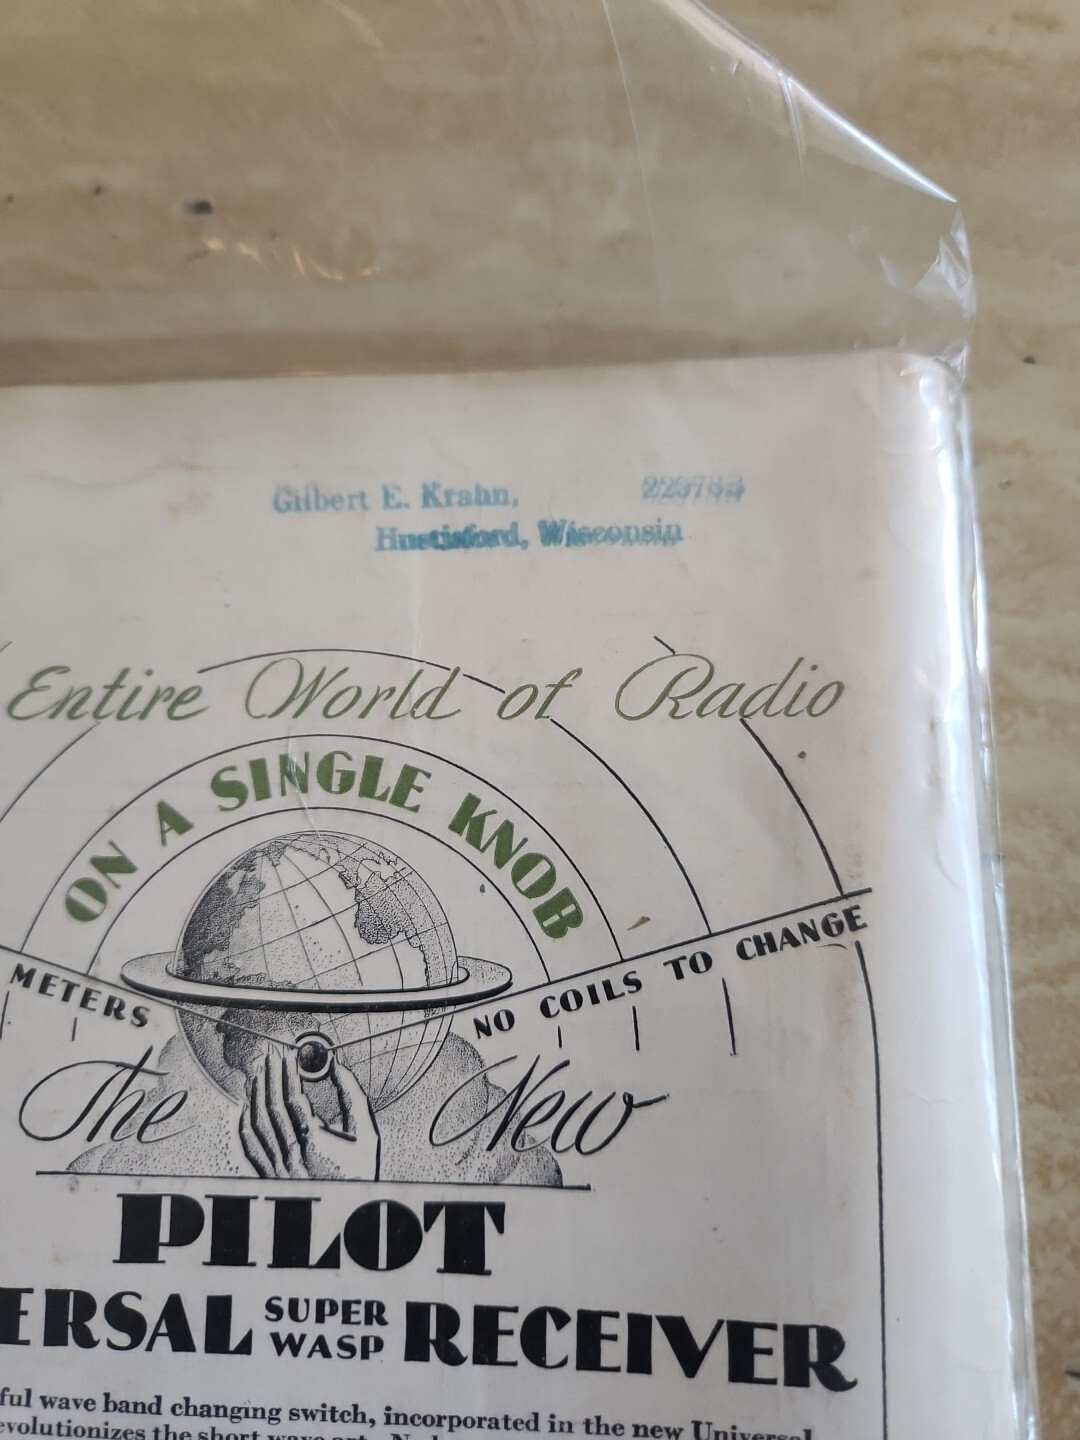 Gilbert E. Krahn,
Hustisford, Wisconsin
Entire World of Radio
ON A SINGLE KNOB
METERS
NO COILS TO CHANGE
The New
PILOT
ERSAL SUPER WASP RECEIVER
ful wave band changing switch, incorporated in the new Universal
evolutionizes the short wave art.